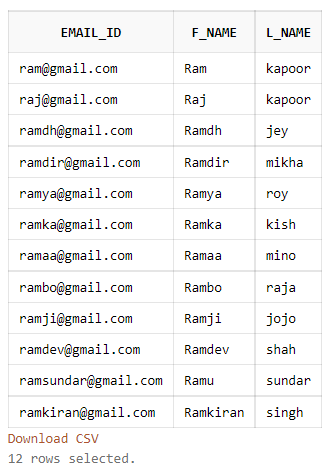 EMAIL_ID F_NAME L_NAME
ram@gmail.com Ram kapoor
raj@gmail.com Raj kapoor
ramdh@gmail.com Ramdh jey
ramdir@gmail.com Ramdir mikha
ramya@gmail.com Ramya roy
ramka@gmail.com Ramka kish
ramaa@gmail.com Ramaa mino
rambo@gmail.com Rambo raja
ramji@gmail.com Ramji jojo
ramdev@gmail.com Ramdev shah
ramsundar@gmail.com Ramu sundar
ramkiran@gmail.com Ramkiran singh
Download CSV
12 rows selected.